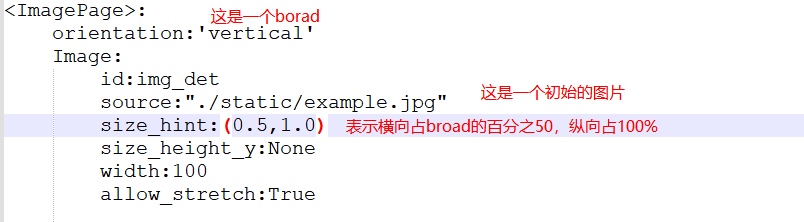 <ImagePage>: 这是一个borad
orientation:'vertical'
Image:
id:img_det
source:"./static/example.jpg" 这是一个初始的图片
size_hint:(0.5,1.0) 表示横向占broad的百分之50，纵向占100%
size_height_y:None
width:100
allow_stretch:True